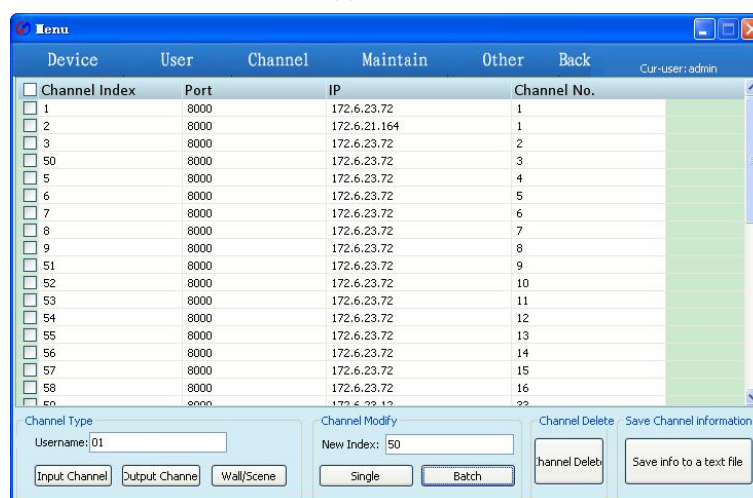 Menu
Device User Channel Maintain Other Back Cur-user: admin
Channel Index Port IP Channel No.
1 8000 172.6.23.72 1
2 8000 172.6.21.164 1
3 8000 172.6.23.72 2
50 8000 172.6.23.72 3
5 8000 172.6.23.72 4
6 8000 172.6.23.72 5
7 8000 172.6.23.72 6
8 8000 172.6.23.72 7
9 8000 172.6.23.72 8
51 8000 172.6.23.72 9
52 8000 172.6.23.72 10
53 8000 172.6.23.72 11
54 8000 172.6.23.72 12
55 8000 172.6.23.72 13
56 8000 172.6.23.72 14
57 8000 172.6.23.72 15
58 8000 172.6.23.72 16
Channel Type Channel Modify Channel Delete Save Channel information
Username: 01 New Index: 50
Input Channel Output Channe Wall/Scene Single Batch hannel Delet Save info to a text file